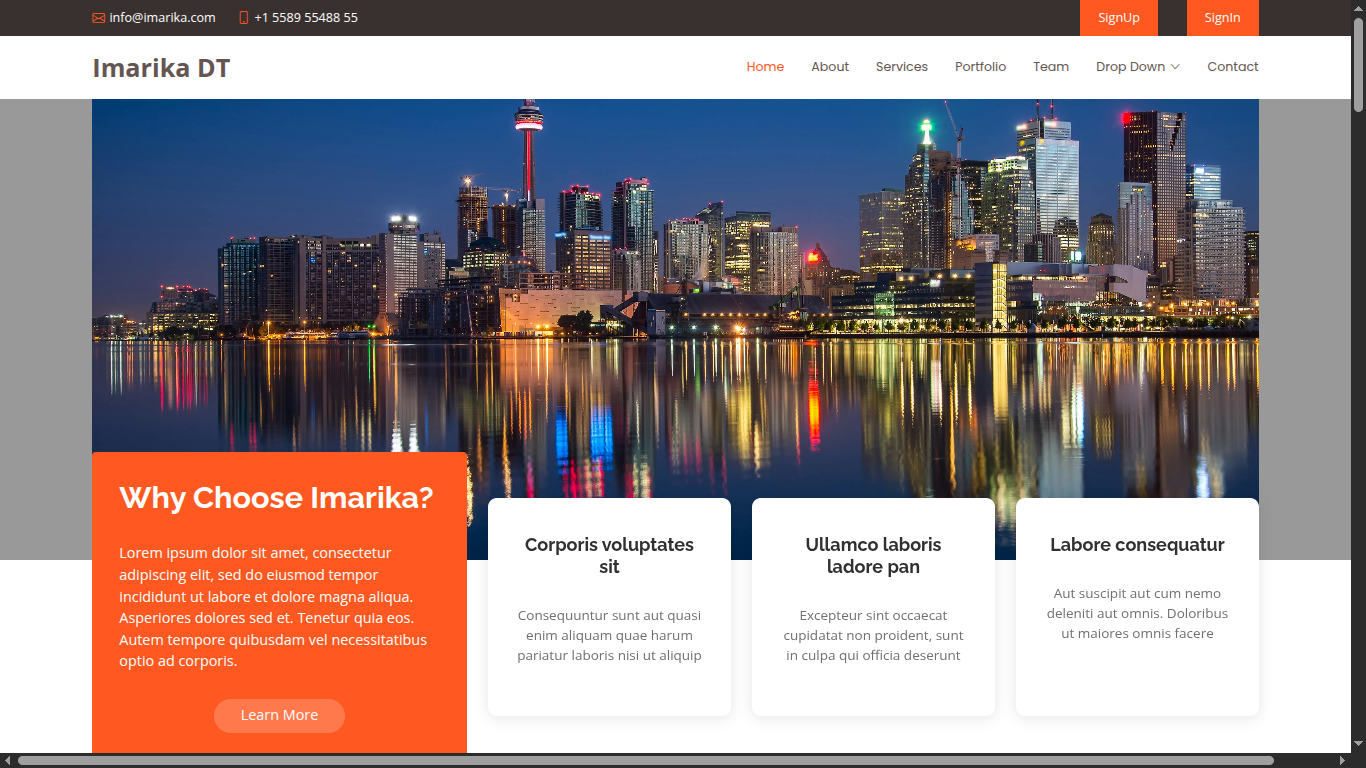 info@imarika.com
+1 5589 55488 55
SignUp
SignIn
Imarika DT
Home
About
Services
Portfolio
Team
Drop Down
Contact
Why Choose Imarika?
Lorem ipsum dolor sit amet, consectetur
adipiscing elit, sed do eiusmod tempor
incididunt ut labore et dolore magna aliqua.
Asperiores dolores sed et. Tenetur quia eos.
Autem tempore quibusdam vel necessitatibus
optio ad corporis.
Learn More
Corporis voluptates
sit
Consequuntur sunt aut quasi
enim aliquam quae harum
pariatur laboris nisi ut aliquip
Ullamco laboris
ladore pan
Excepteur sint occaecat
cupidatat non proident, sunt
in culpa qui officia deserunt
Labore consequatur
Aut suscipit aut cum nemo
deleniti aut omnis. Doloribus
ut maiores omnis facere